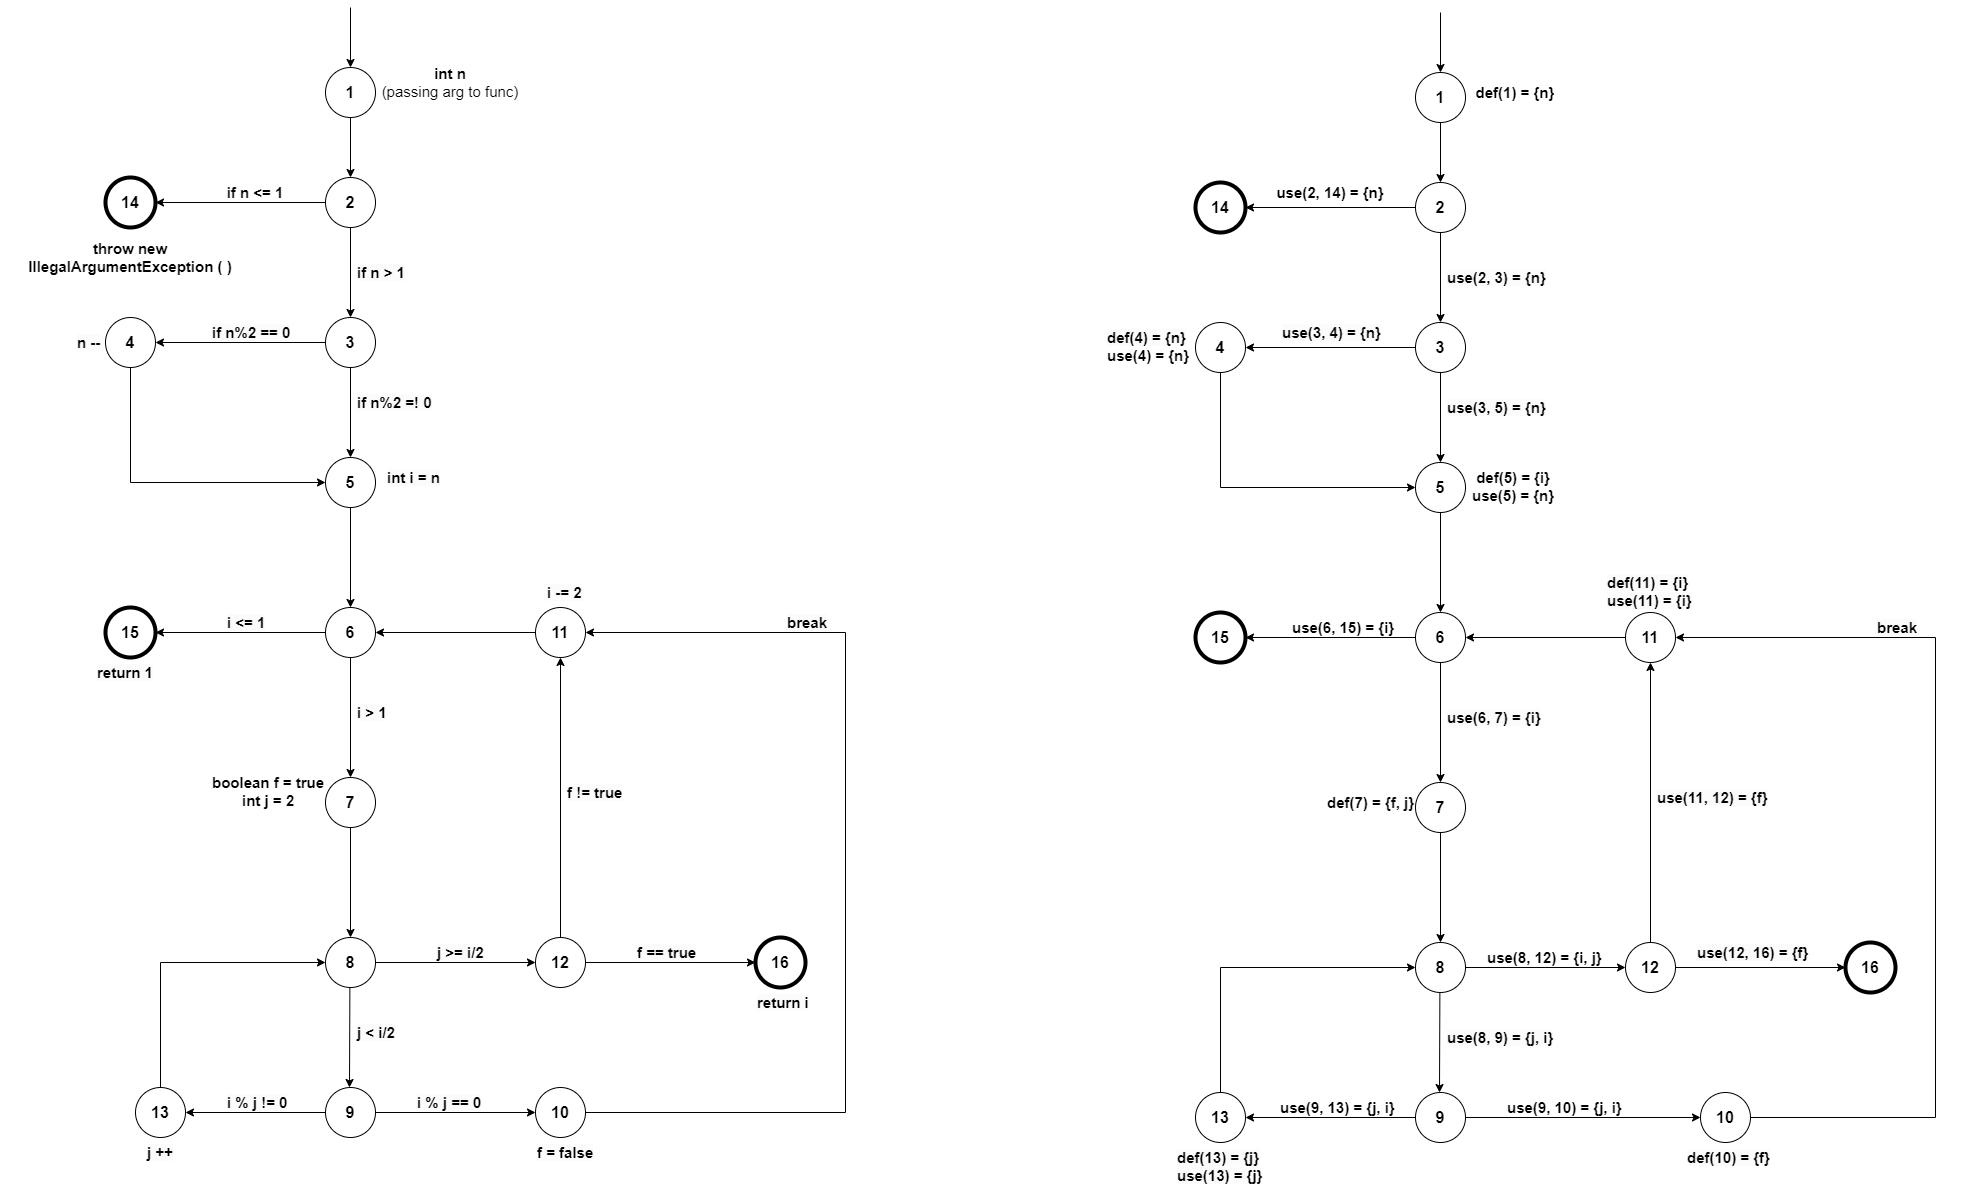 int n
(passing arg to func)
1
if n <= 1
14
2
throw new
IllegalArgumentException ( )
if n > 1
if n%2 == 0
n --
4
3
if n%2 =! 0
5
int i = n
i -= 2
i <= 1
break
15
6
11
return 1
i > 1
boolean f = true
int j = 2
7
f != true
j >= i/2
f == true
8
12
16
return i
j < i/2
i % j != 0
i % j == 0
13
9
10
j ++
f = false
1
def(1) = {n}
use(2, 14) = {n}
14
2
use(2, 3) = {n}
use(3, 4) = {n}
def(4) = {n}
use(4) = {n}
4
3
use(3, 5) = {n}
5
def(5) = {i}
use(5) = {n}
def(11) = {i}
use(11) = {i}
use(6, 15) = {i}
break
15
6
11
use(6, 7) = {i}
def(7) = {f, j}
7
use(11, 12) = {f}
use(8, 12) = {i, j}
use(12, 16) = {f}
8
12
16
use(8, 9) = {j, i}
use(9, 13) = {j, i}
use(9, 10) = {j, i}
13
9
10
def(13) = {j}
use(13) = {j}
def(10) = {f}